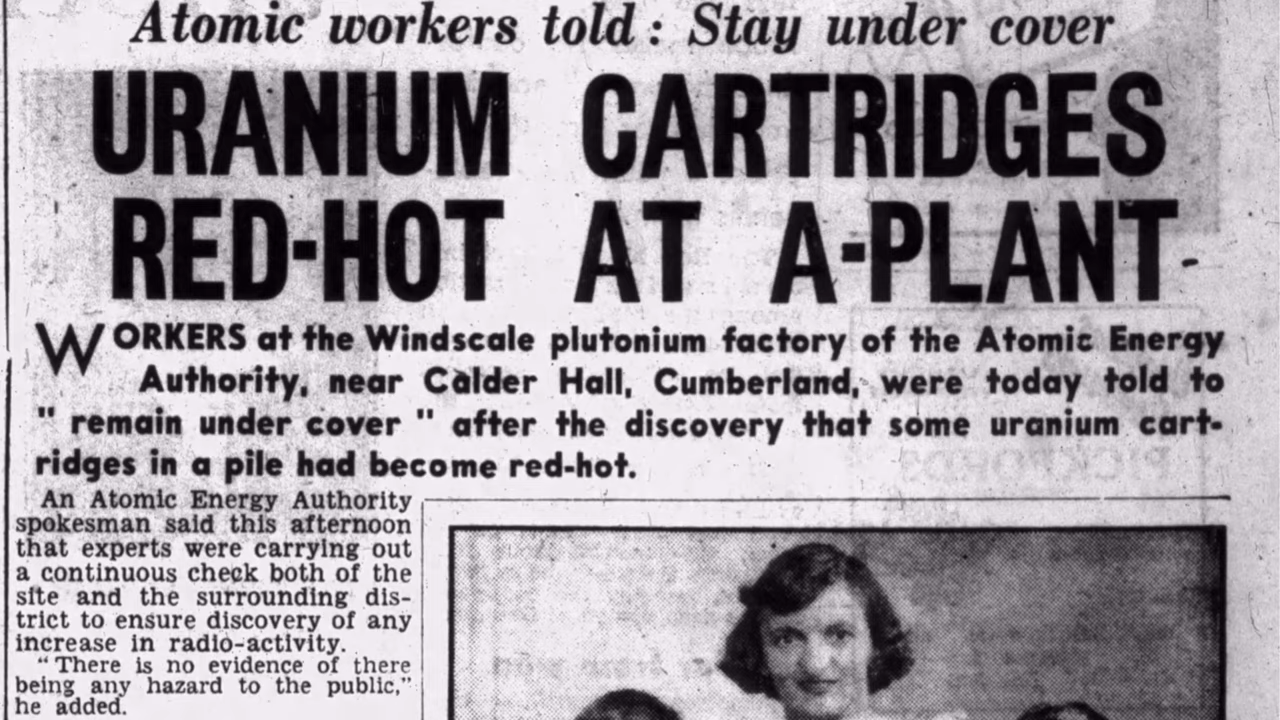 Atomic workers told : Stay under cover
URANIUM CARTRIDGES
RED-HOT AT A-PLANT
WORKERS at the Windscale plutonium factory of the Atomic Energy
Authority, near Calder Hall, Cumberland, were today told to
" remain under cover " after the discovery that some uranium cart-
ridges in a pile had become red-hot.
An Atomic Energy Authority
spokesman said this afternoon
that experts were carrying out
a continuous check both of the
site and the surrounding dis-
trict to ensure discovery of any
increase in radio-activity.
"There is no evidence of there
being any hazard to the public,"
he added.